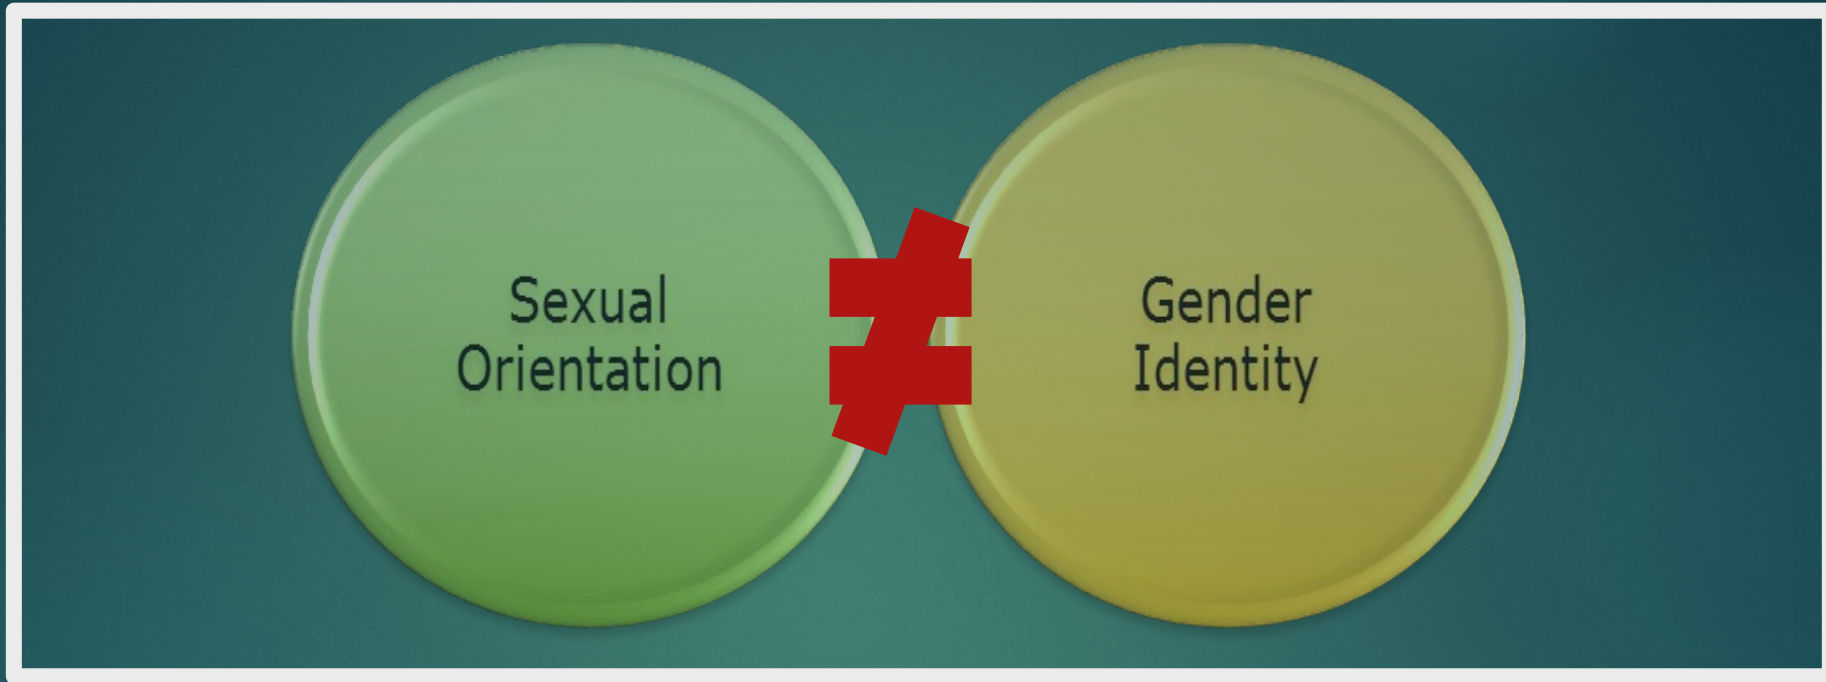 Sexual
Orientation
≠
Gender
Identity